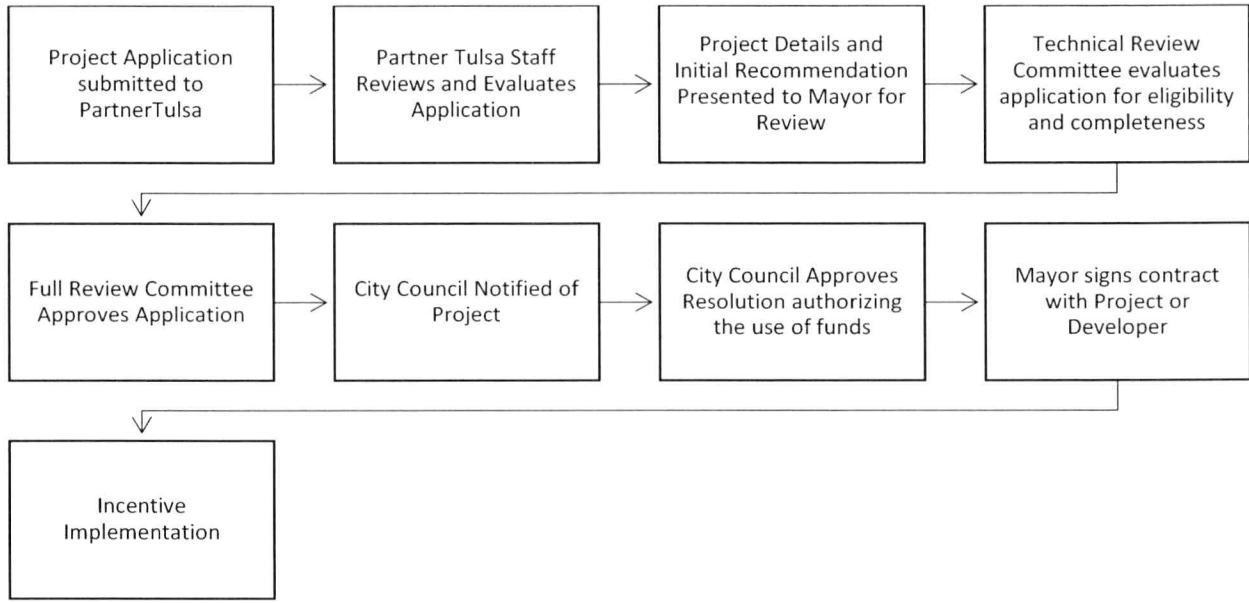 Project Application
submitted to
PartnerTulsa
Partner Tulsa Staff
Reviews and Evaluates
Application
Project Details and
Initial Recommendation
Presented to Mayor for
Review
Technical Review
Committee evaluates
application for eligibility
and completeness
Full Review Committee
Approves Application
City Council Notified of
Project
City Council Approves
Resolution authorizing
the use of funds
Mayor signs contract
with Project or
Developer
Incentive
Implementation